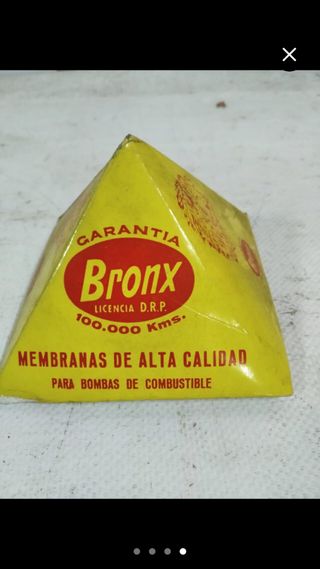 GARANTIA
Bronx
LICENCIA D.R.P.
100.000 Kms.
MEMBRANAS DE ALTA CALIDAD
PARA BOMBAS DE COMBUSTIBLE